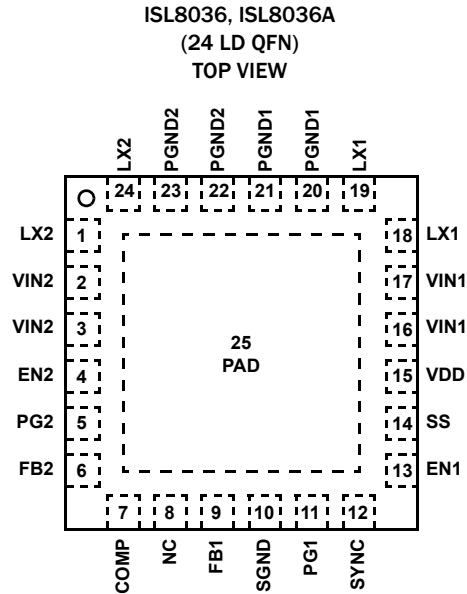 ISL8036, ISL8036A
(24 LD QFN)
TOP VIEW
LX2
PGND2
PGND2
PGND1
PGND1
LX1
24
23
22
21
20
19
LX2
1
18
LX1
VIN2
2
17
VIN1
VIN2
3
16
VIN1
25
PAD
EN2
4
15
VDD
PG2
5
14
SS
FB2
6
13
EN1
7
8
9
10
11
12
COMP
NC
FB1
SGND
PG1
SYNC